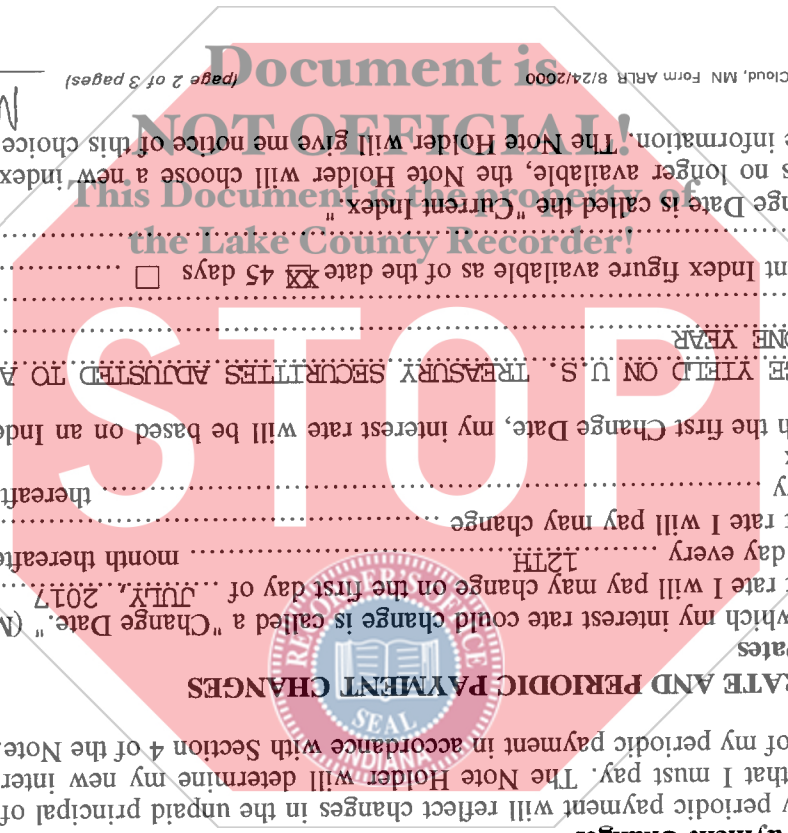 Document is
NOT OFFICIAL!
This Document is the property of
the Lake County Recorder!
STOP
RECORDER'S OFFICE
SEAL
INDIANA
y periodic payment will reflect changes in the unpaid principal of
that I must pay. The Note Holder will determine my new inter
of my periodic payment in accordance with Section 4 of the Note.
RATE AND PERIODIC PAYMENT CHANGES
ates
which my interest rate could change is called a "Change Date." (M
t rate I will pay may change on the first day of JULY, 2017
day every 12TH month thereafte
t rate I will pay may change
y thereaft
x
h the first Change Date, my interest rate will be based on an Ind
GE YIELD ON U.S. TREASURY SECURITIES ADJUSTED TO A
ONE YEAR
nt Index figure available as of the date XX 45 days ☐
nge Date is called the "Current Index."
s no longer available, the Note Holder will choose a new index
e information. The Note Holder will give me notice of this choice
Cloud, MN Form ARLR 8/24/2000 (page 2 of 3 pages)